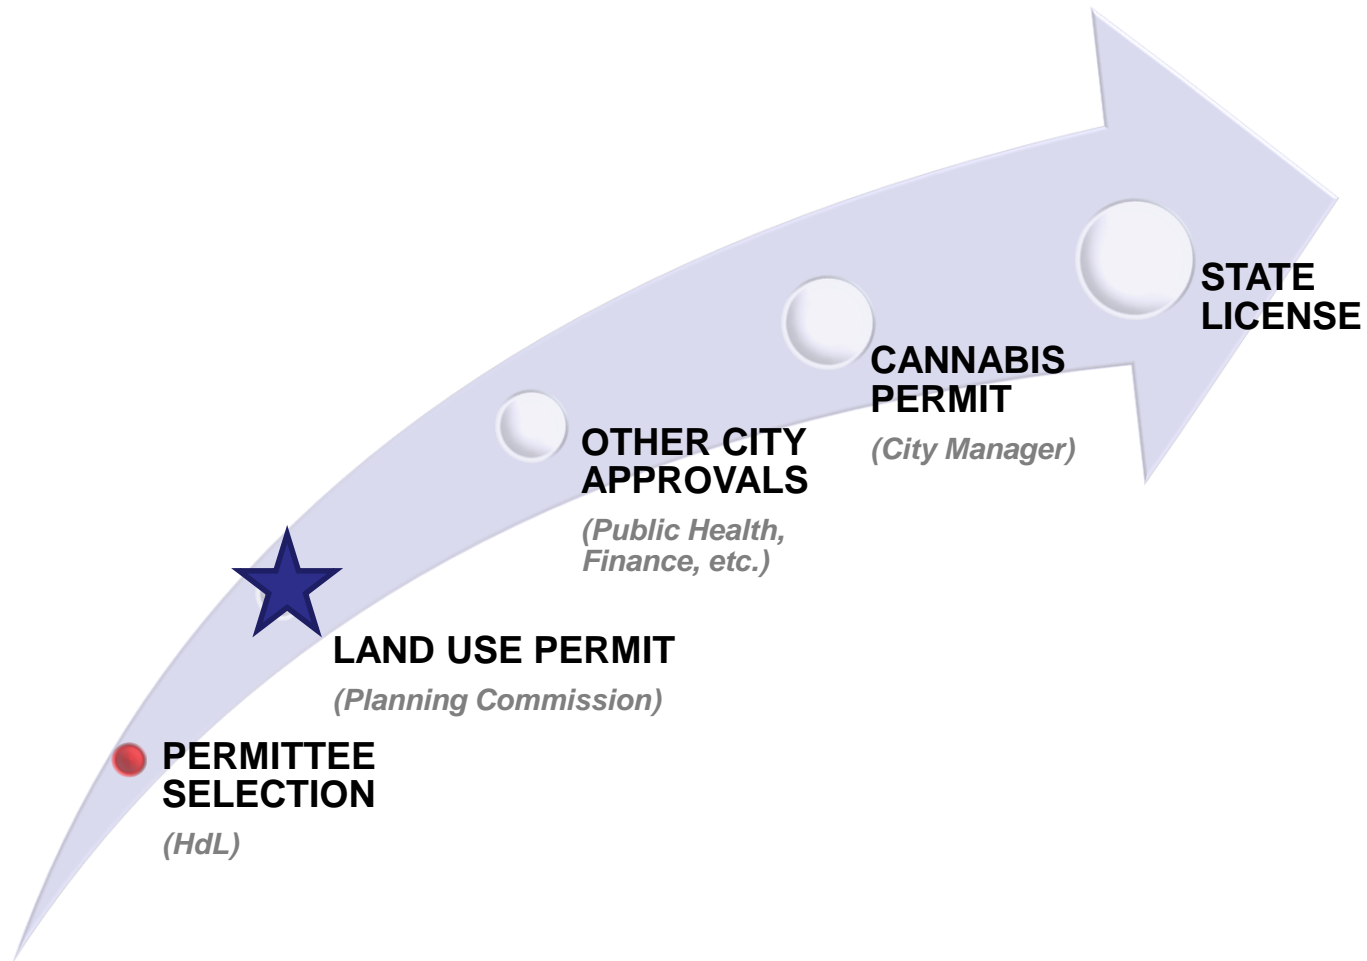 STATE
LICENSE
CANNABIS
PERMIT
(City Manager)
OTHER CITY
APPROVALS
(Public Health,
Finance, etc.)
LAND USE PERMIT
(Planning Commission)
PERMITTEE
SELECTION
(HdL)